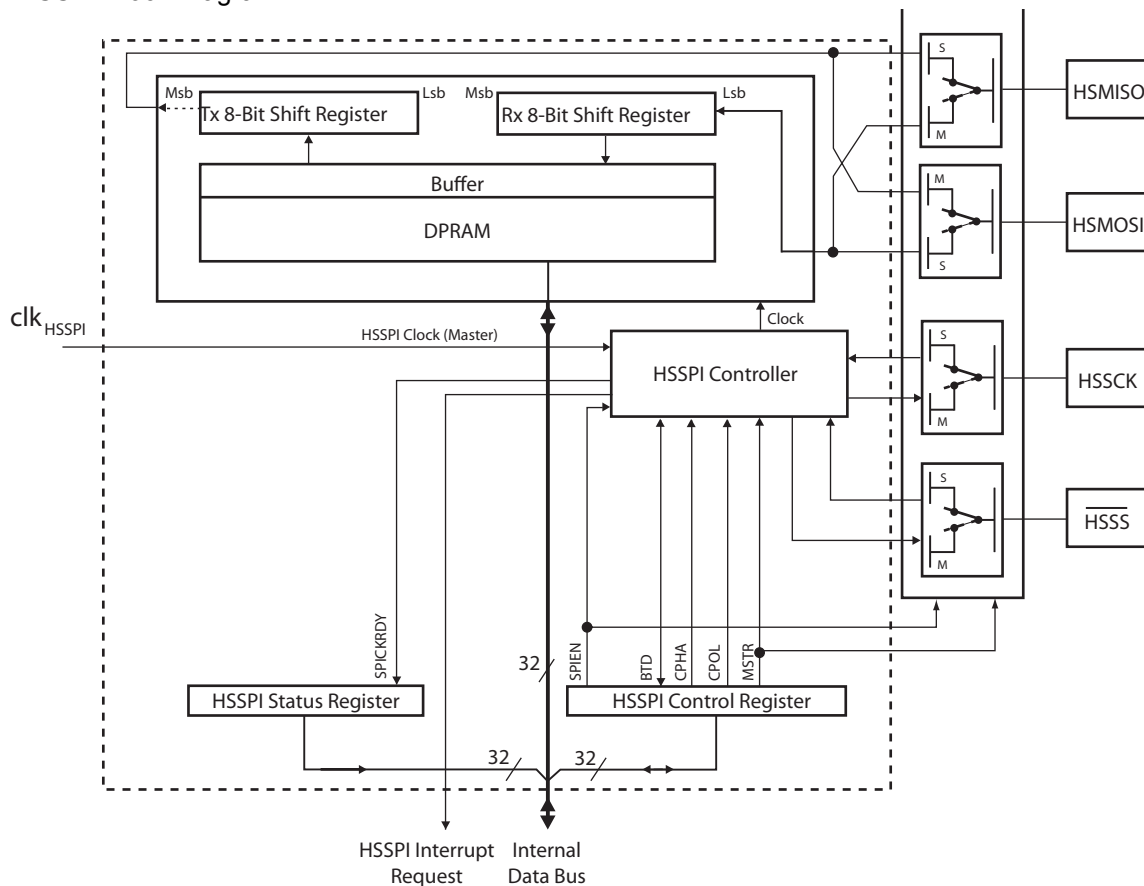 Msb
Lsb
Msb
Lsb
Tx 8-Bit Shift Register
Rx 8-Bit Shift Register
Buffer
DPRAM
S
M
HSMISO
M
S
HSMOSI
clk HSSPI
HSSPI Clock (Master)
Clock
HSSPI Controller
S
M
HSSCK
S
M
HSSS
SPICKRDY
32
SPIEN
BTD
CPHA
CPOL
MSTR
HSSPI Status Register
HSSPI Control Register
32
32
HSSPI Interrupt
Request
Internal
Data Bus